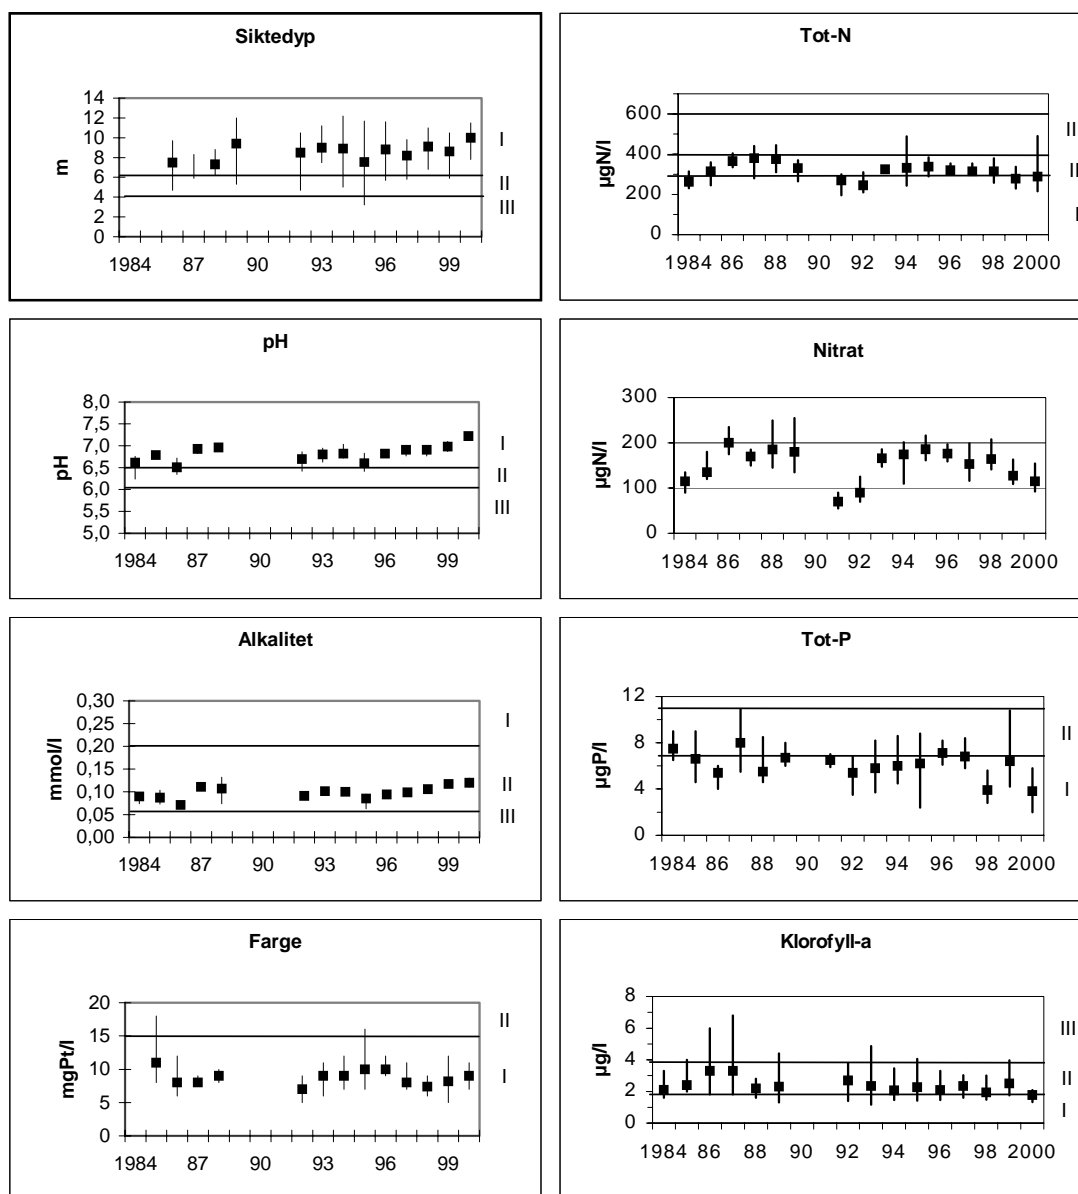 Siktedyp
14
12
10
8
6
4
2
0
m
1984 87 90 93 96 99
I
II
III
Tot-N
600
400
200
0
µgN/l
1984 86 88 90 92 94 96 98 2000
II
II
I
pH
8,0
7,5
7,0
6,5
6,0
5,5
5,0
pH
1984 87 90 93 96 99
I
II
III
Nitrat
300
200
100
0
µgN/l
1984 86 88 90 92 94 96 98 2000
Alkalitet
0,30
0,25
0,20
0,15
0,10
0,05
0,00
mmol/l
1984 87 90 93 96 99
I
II
III
Tot-P
12
8
4
0
µgP/l
1984 86 88 90 92 94 96 98 2000
II
I
Farge
20
15
10
5
0
mgPt/l
1984 87 90 93 96 99
II
I
Klorofyll-a
8
6
4
2
0
µg/l
1984 86 88 90 92 94 96 98 2000
III
II
I